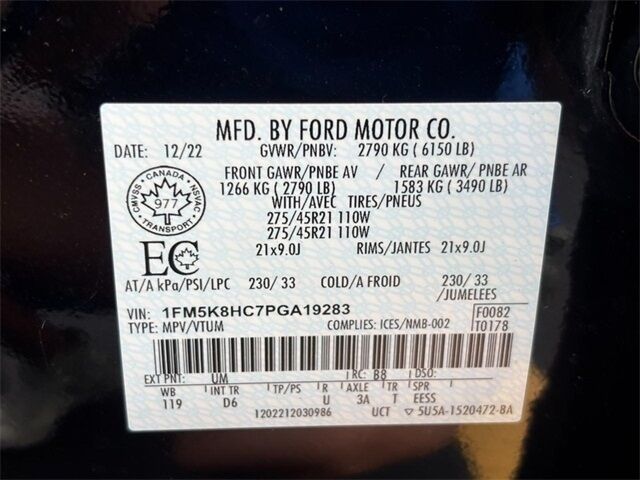 MFD. BY FORD MOTOR CO.
DATE: 12/22 GVWR/PNBV: 2790 KG ( 6150 LB)
FRONT GAWR/PNBE AV / REAR GAWR/ PNBE AR
1266 KG ( 2790 LB) 1583 KG ( 3490 LB)
WITH/AVEC TIRES/PNEUS
275/45R21 110W
275/45R21 110W
21x9.0J RIMS/JANTES 21x9.0J
CMVSS · CANADA · NSVAC
977
TRANSPORT
EC
AT/A kPa/PSI/LPC 230/ 33 COLD/A FROID 230/ 33
/JUMELEES
VIN: 1FM5K8HC7PGA19283 F0082
TYPE: MPV/VTUM COMPLIES: ICES/NMB-002 T0178
EXT PNT: UM RC: B8 DSO:
WB INT TR TP/PS R AXLE TR SPR
119 D6 U 3A T EESS
1202212030986 UCT ▽ 5U5A-1520472-BA